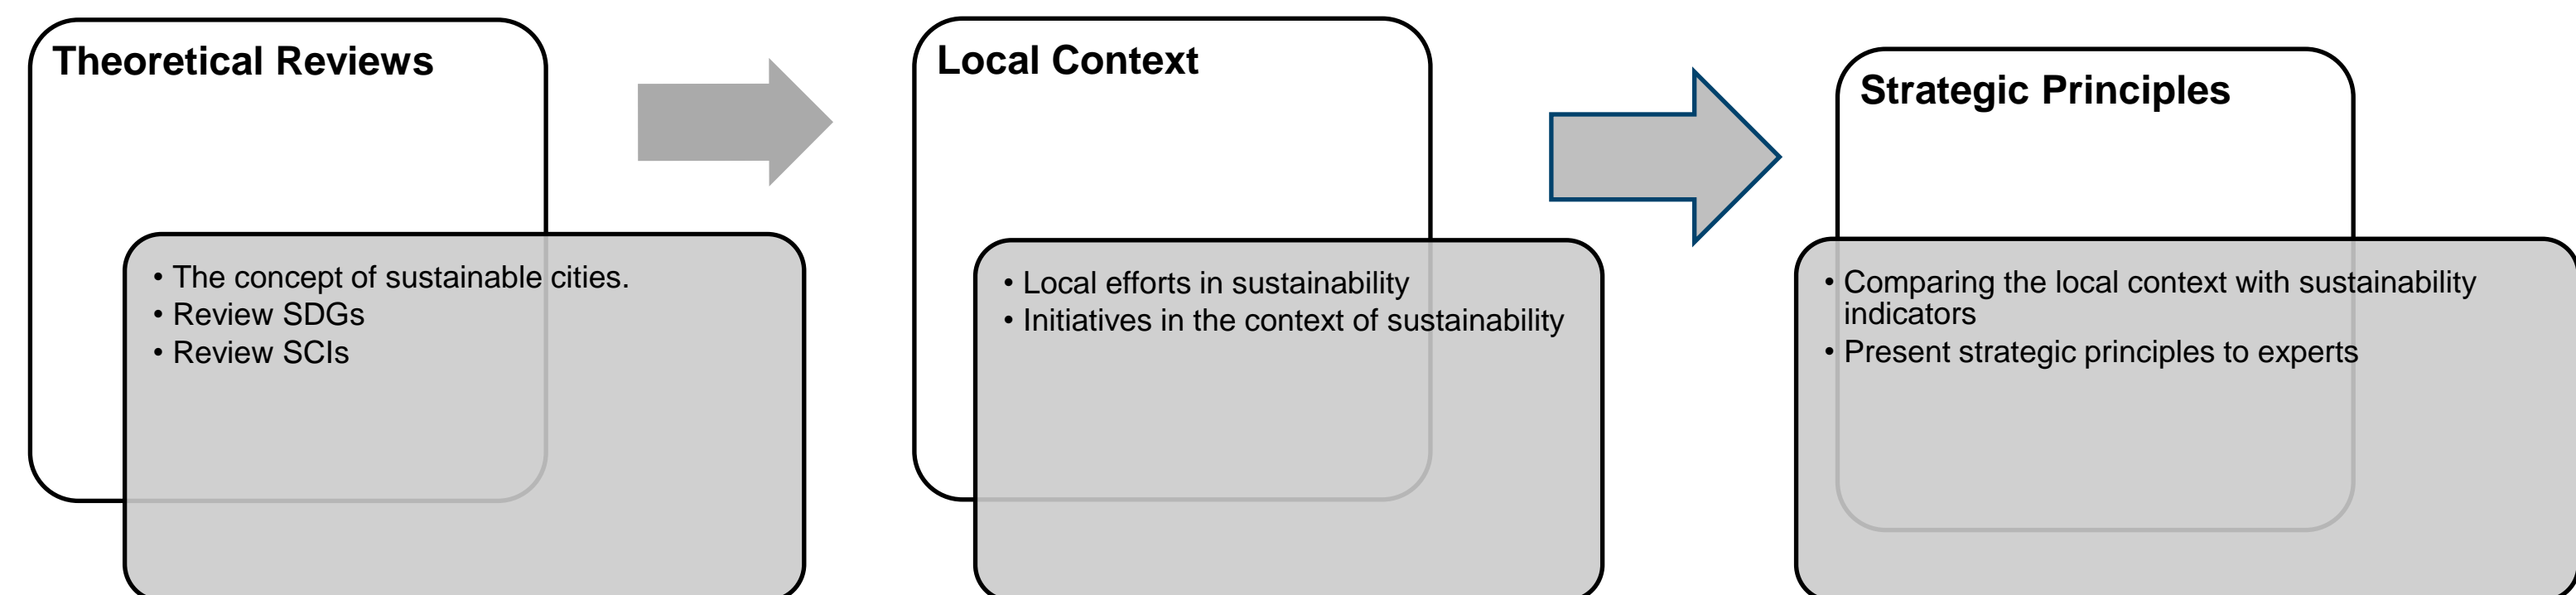 Theoretical Reviews
• The concept of sustainable cities.
• Review SDGs
• Review SCIs
Local Context
• Local efforts in sustainability
• Initiatives in the context of sustainability
Strategic Principles
• Comparing the local context with sustainability
indicators
• Present strategic principles to experts